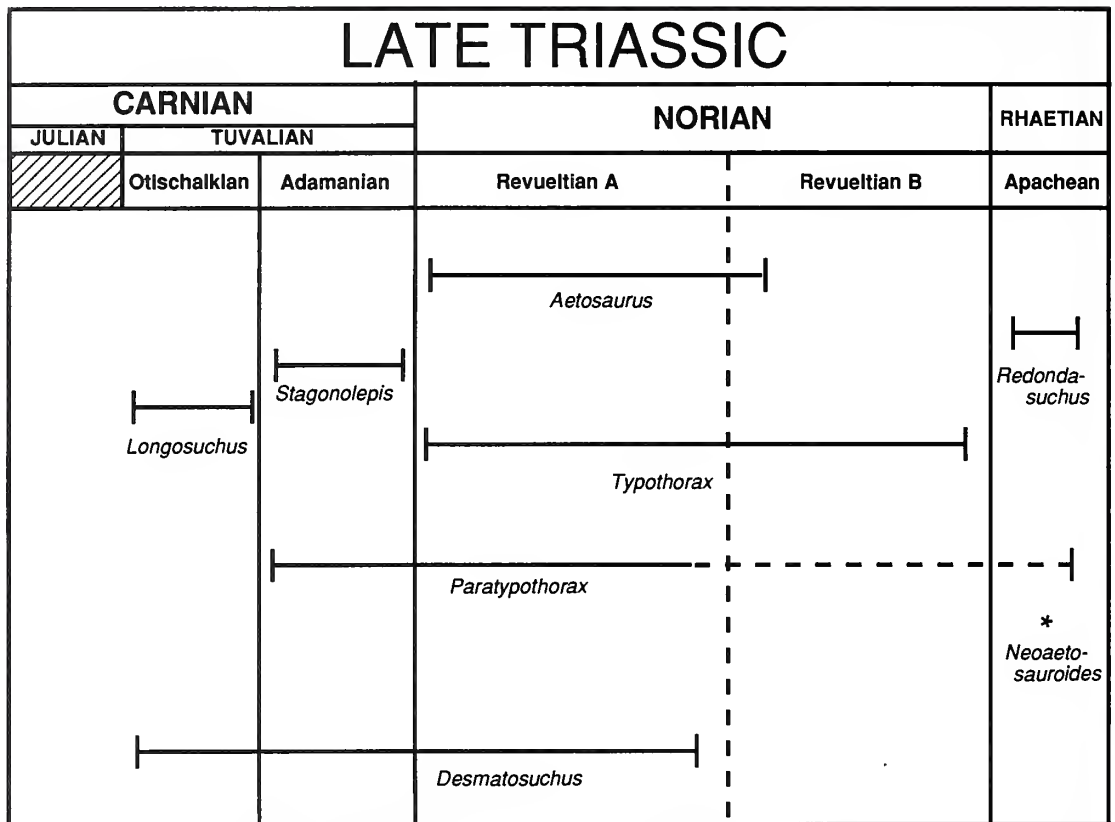 LATE TRIASSIC
CARNIAN
NORIAN
RHAETIAN
JULIAN
TUVALIAN
Otischalkian
Adamanian
Revueltian A
Revueltian B
Apachean
Aetosaurus
Stagonolepis
Redonda-
suchus
Longosuchus
Typothorax
Paratypothorax
*
Neoaeto-
sauroides
Desmatosuchus